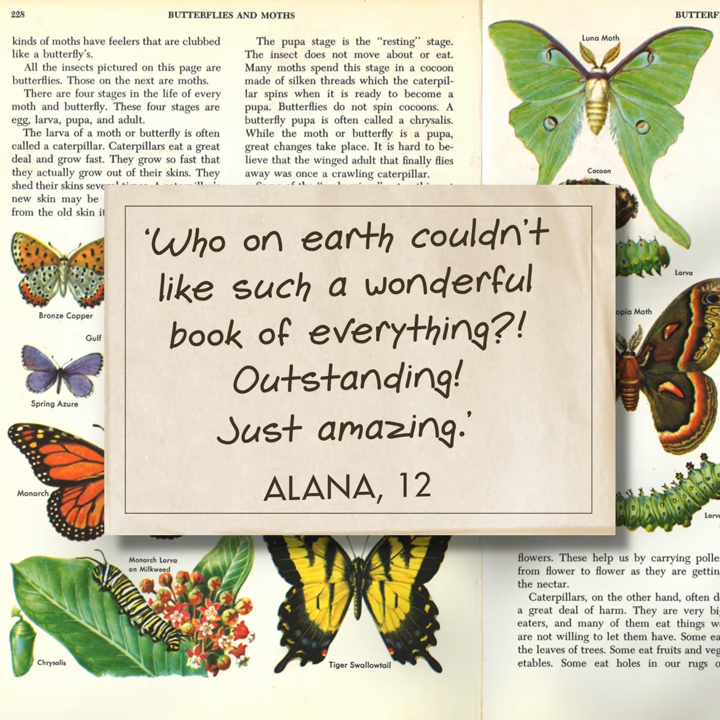 228
BUTTERFLIES AND MOTHS
kinds of moths have feelers that are clubbed
like a butterfly's.
All the insects pictured on this page are
butterflies. Those on the next are moths.
There are four stages in the life of every
moth and butterfly. These four stages are
egg, larva, pupa, and adult.
The larva of a moth or butterfly is often
called a caterpillar. Caterpillars eat a great
deal and grow fast. They grow so fast that
they actually grow out of their skins. They
shed their skins
new skin may be
from the old skin it
The pupa stage is the “resting” stage.
The insect does not move about or eat.
Many moths spend this stage in a cocoon
made of silken threads which the caterpil-
lar spins when it is ready to become a
pupa. Butterflies do not spin cocoons. A
butterfly pupa is often called a chrysalis.
While the moth or butterfly is a pupa,
great changes take place. It is hard to be-
lieve that the winged adult that finally flies
away was once a crawling caterpillar.
BUTTERF
Luna Moth
Cocoon
Larva
opia Moth
Larv
Bronze Copper
Gulf
Spring Azure
Monarch
Monarch Larva
on Milkweed
Chrysalis
Tiger Swallowtail
‘Who on earth couldn't
like such a wonderful
book of everything?!
Outstanding!
Just amazing.’
ALANA, 12
flowers. These help us by carrying polle
from flower to flower as they are gettin
the nectar.
Caterpillars, on the other hand, often d
a great deal of harm. They are very bi
eaters, and many of them eat things w
are not willing to let them have. Some ea
the leaves of trees. Some eat fruits and veg
etables. Some eat holes in our rugs o